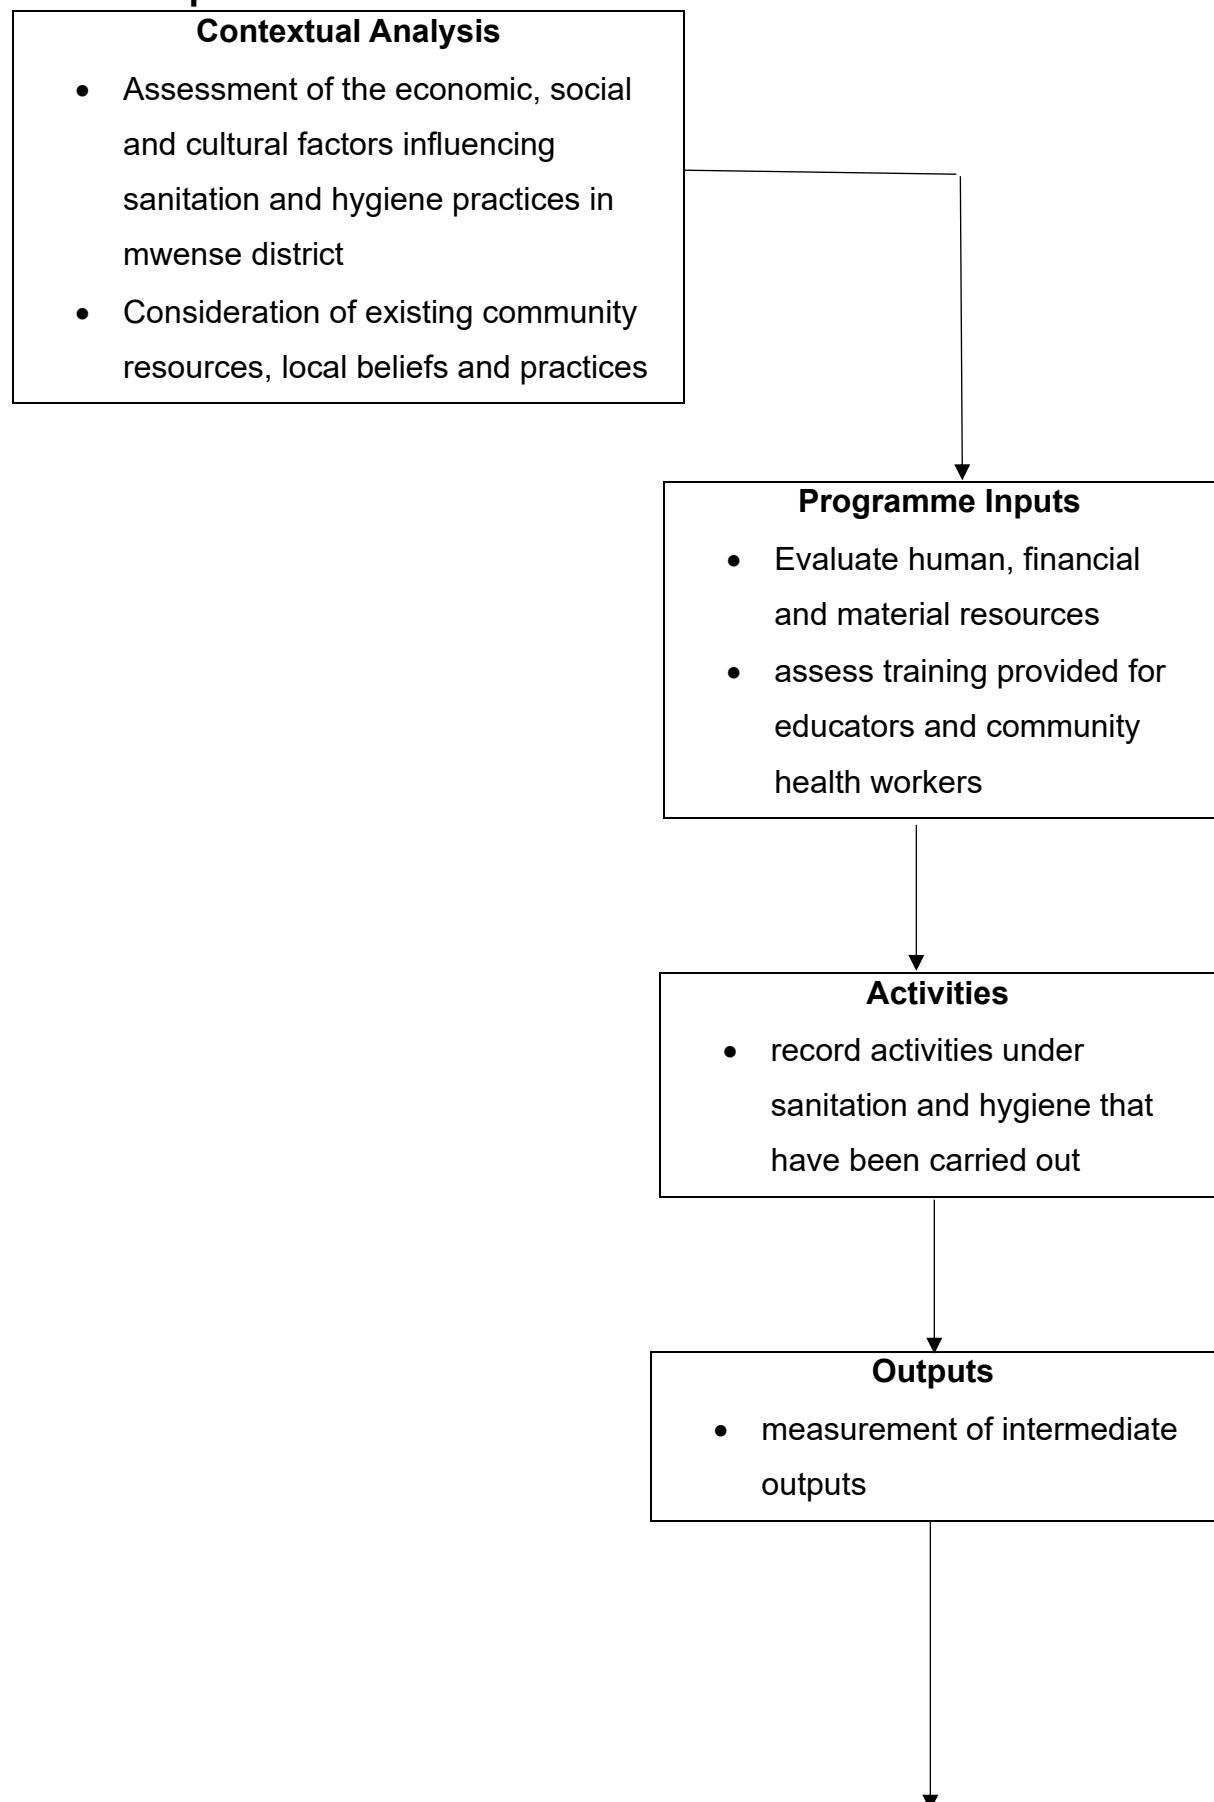 Contextual Analysis
• Assessment of the economic, social
and cultural factors influencing
sanitation and hygiene practices in
mwense district
• Consideration of existing community
resources, local beliefs and practices
Programme Inputs
• Evaluate human, financial
and material resources
• assess training provided for
educators and community
health workers
Activities
• record activities under
sanitation and hygiene that
have been carried out
Outputs
• measurement of intermediate
outputs